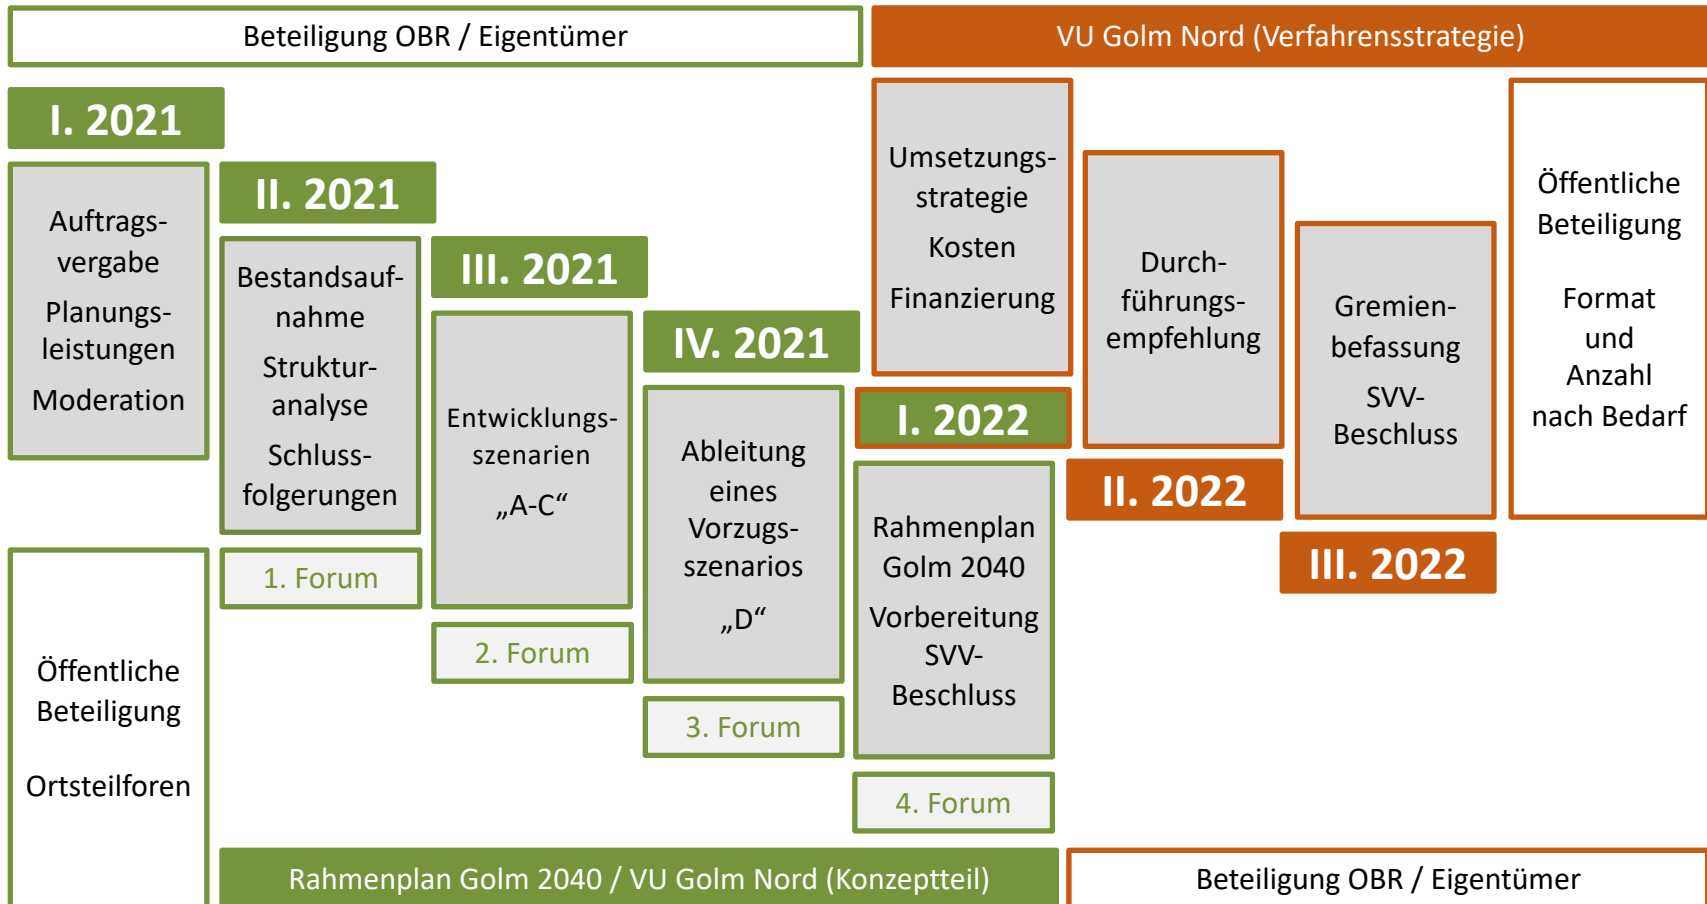 Beteiligung OBR / Eigentümer
VU Golm Nord (Verfahrensstrategie)
I. 2021
Auftrags-
vergabe
Planungs-
leistungen
Moderation
II. 2021
Bestandsauf-
nahme
Struktur-
analyse
Schluss-
folgerungen
1. Forum
III. 2021
Entwicklungs-
szenarien
„A-C“
2. Forum
IV. 2021
Ableitung
eines
Vorzugs-
szenarios
„D“
3. Forum
Umsetzungs-
strategie
Kosten
Finanzierung
I. 2022
Rahmenplan
Golm 2040
Vorbereitung
SVV-
Beschluss
4. Forum
Durch-
führungs-
empfehlung
II. 2022
Gremien-
befassung
SVV-
Beschluss
III. 2022
Öffentliche
Beteiligung
Format
und
Anzahl
nach Bedarf
Öffentliche
Beteiligung
Ortsteilforen
Rahmenplan Golm 2040 / VU Golm Nord (Konzeptteil)
Beteiligung OBR / Eigentümer